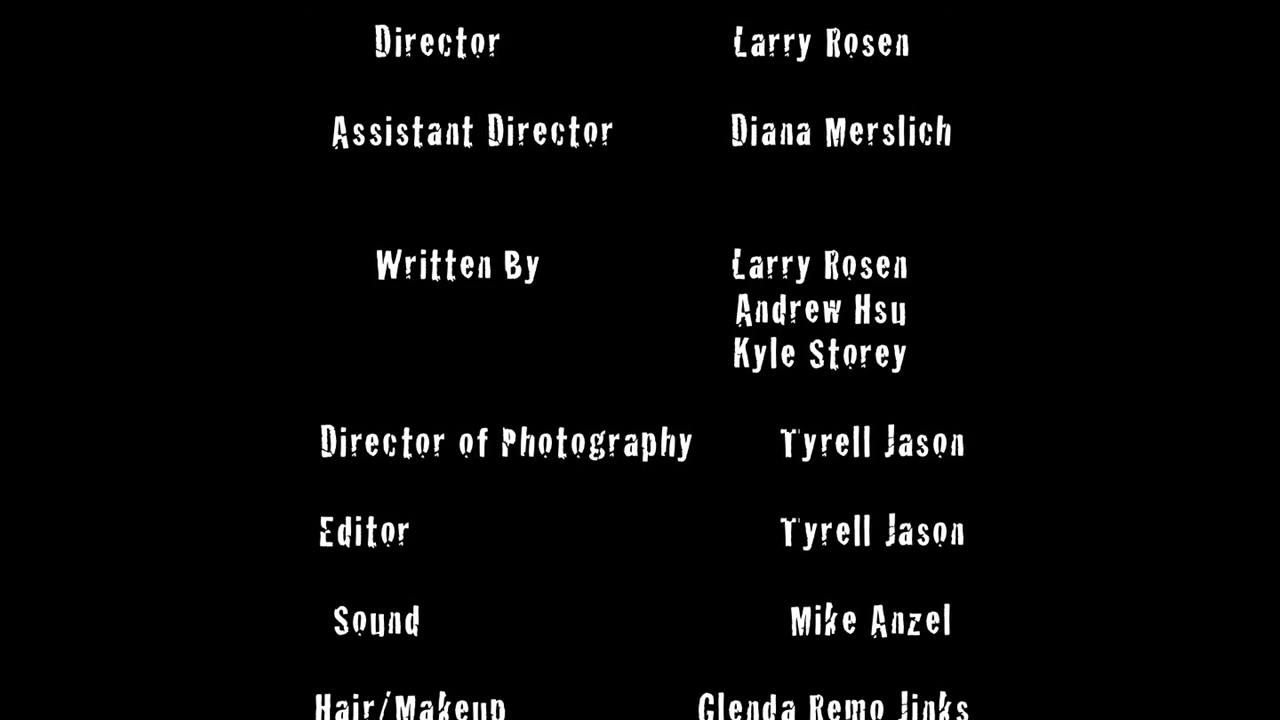 Director Larry Rosen
Assistant Director Diana Merslich
Written By Larry Rosen
Andrew Hsu
Kyle Storey
Director of Photography Tyrell Jason
Editor Tyrell Jason
Sound Mike Anzel
Hair/Makeup Glenda Remo Jinks